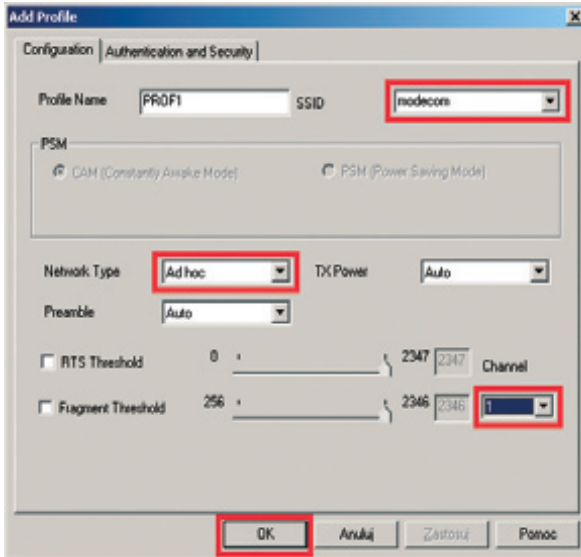 Add Profile
Configuration Authentication and Security
Profile Name PROF1 SSID modecom
PSM
CAM (Constantly Awake Mode) PSM (Power Saving Mode)
Network Type Ad hoc TX Power Auto
Preamble Auto
RTS Threshold 0 2347 2347 Channel
Fragment Threshold 256 2346 2346 1
OK Anuluj Zastosuj Pomoc